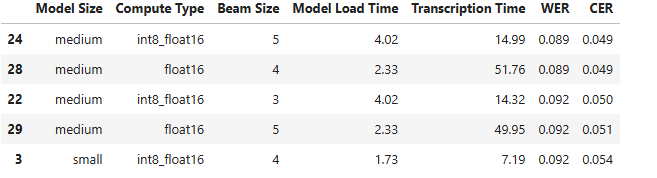 Model Size Compute Type Beam Size Model Load Time Transcription Time WER CER
24 medium int8_float16 5 4.02 14.99 0.089 0.049
28 medium float16 4 2.33 51.76 0.089 0.049
22 medium int8_float16 3 4.02 14.32 0.092 0.050
29 medium float16 5 2.33 49.95 0.092 0.051
3 small int8_float16 4 1.73 7.19 0.092 0.054